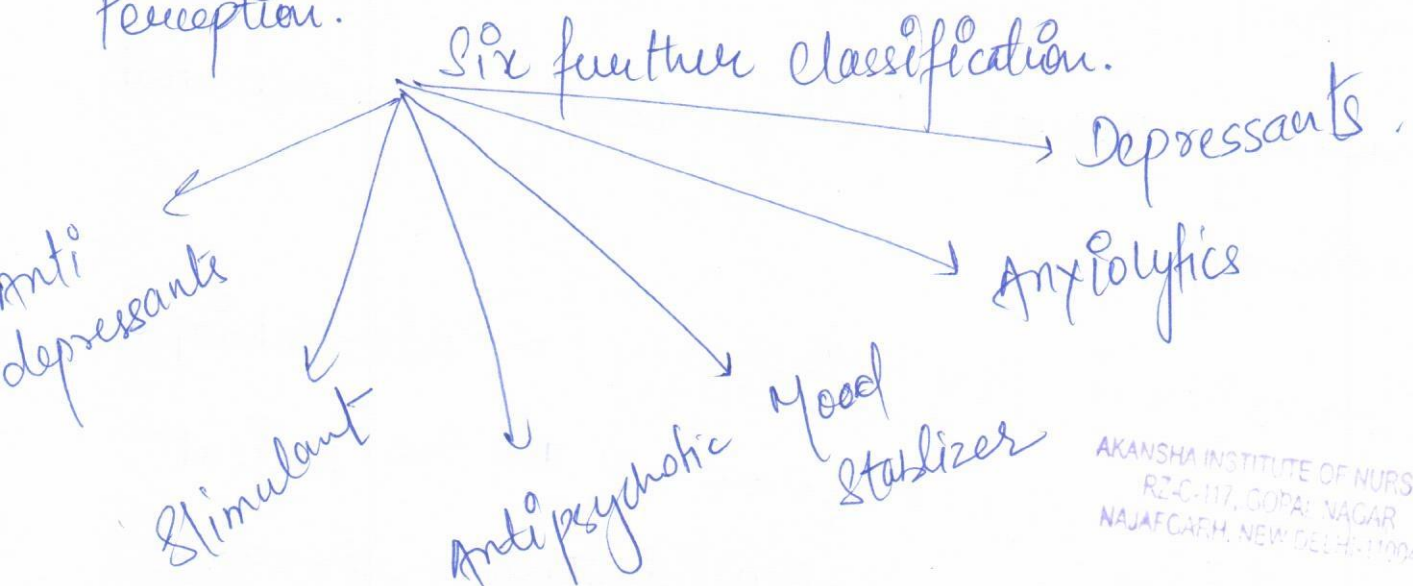 Perception.
Six further Classification.
Depressants.
Anxiolytics
Anti
depressants
Mood
Stablizer
Stimulant
Antipsychotic
AKANSHA INSTITUTE OF NURS
RZ-C-117, GOPAL NAGAR
NAJAFGARH, NEW DELHI-1100